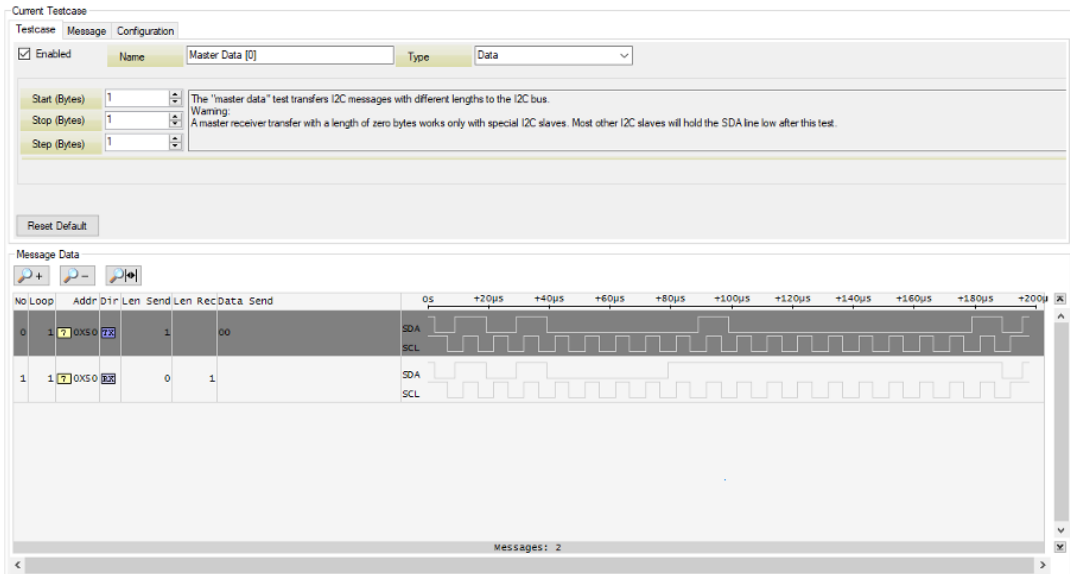 Current Testcase
Testcase Message Configuration
Enabled Name Master Data [0] Type Data
Start (Bytes) 1 The "master data" test transfers I2C messages with different lengths to the I2C bus.
Warning:
Stop (Bytes) 1 A master receiver transfer with a length of zero bytes works only with special I2C slaves. Most other I2C slaves will hold the SDA line low after this test.
Step (Bytes) 1
Reset Default
Message Data
No Loop Addr Dir Len Send Len Rec Data Send 0s +20µs +40µs +60µs +80µs +100µs +120µs +140µs +160µs +180µs +200µ
0 1 ? 0X50 TX 1 00 SDA
SCL
1 1 ? 0X50 RX 0 1 SDA
SCL
Messages: 2